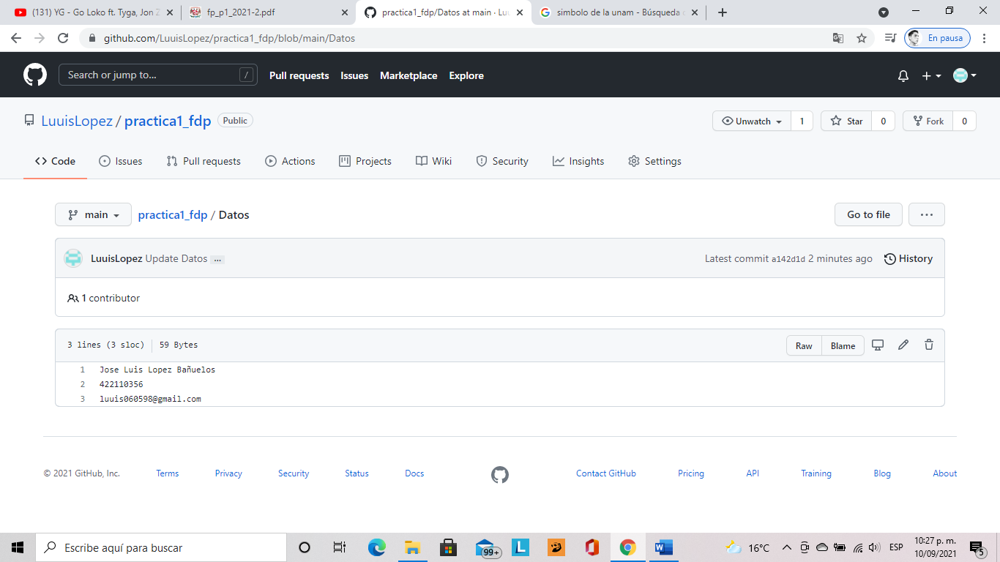 (131) YG - Go Loko ft. Tyga, Jon Z
fp_p1_2021-2.pdf
practica1_fdp/Datos at main · Lu
simbolo de la unam - Búsqueda
github.com/LuuisLopez/practica1_fdp/blob/main/Datos
En pausa
Search or jump to... /
Pull requests Issues Marketplace Explore
LuuisLopez / practica1_fdp Public
Unwatch 1 Star 0 Fork 0
Code Issues Pull requests Actions Projects Wiki Security Insights Settings
main practica1_fdp / Datos Go to file ...
LuuisLopez Update Datos ... Latest commit a142d1d 2 minutes ago History
1 contributor
3 lines (3 sloc) 59 Bytes Raw Blame
1 Jose Luis Lopez Bañuelos
2 422110356
3 luuis060598@gmail.com
© 2021 GitHub, Inc. Terms Privacy Security Status Docs Contact GitHub Pricing API Training Blog About
Escribe aquí para buscar
99+
L
16°C
ESP
10:27 p. m.
10/09/2021
5